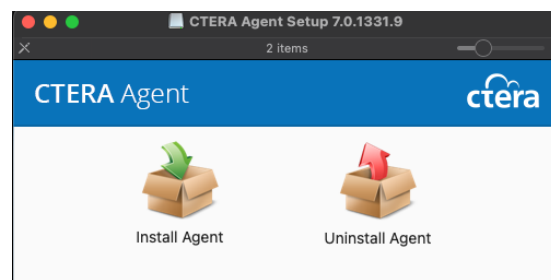 CTERA Agent Setup 7.0.1331.9
2 items
CTERA Agent
ctera
Install Agent
Uninstall Agent